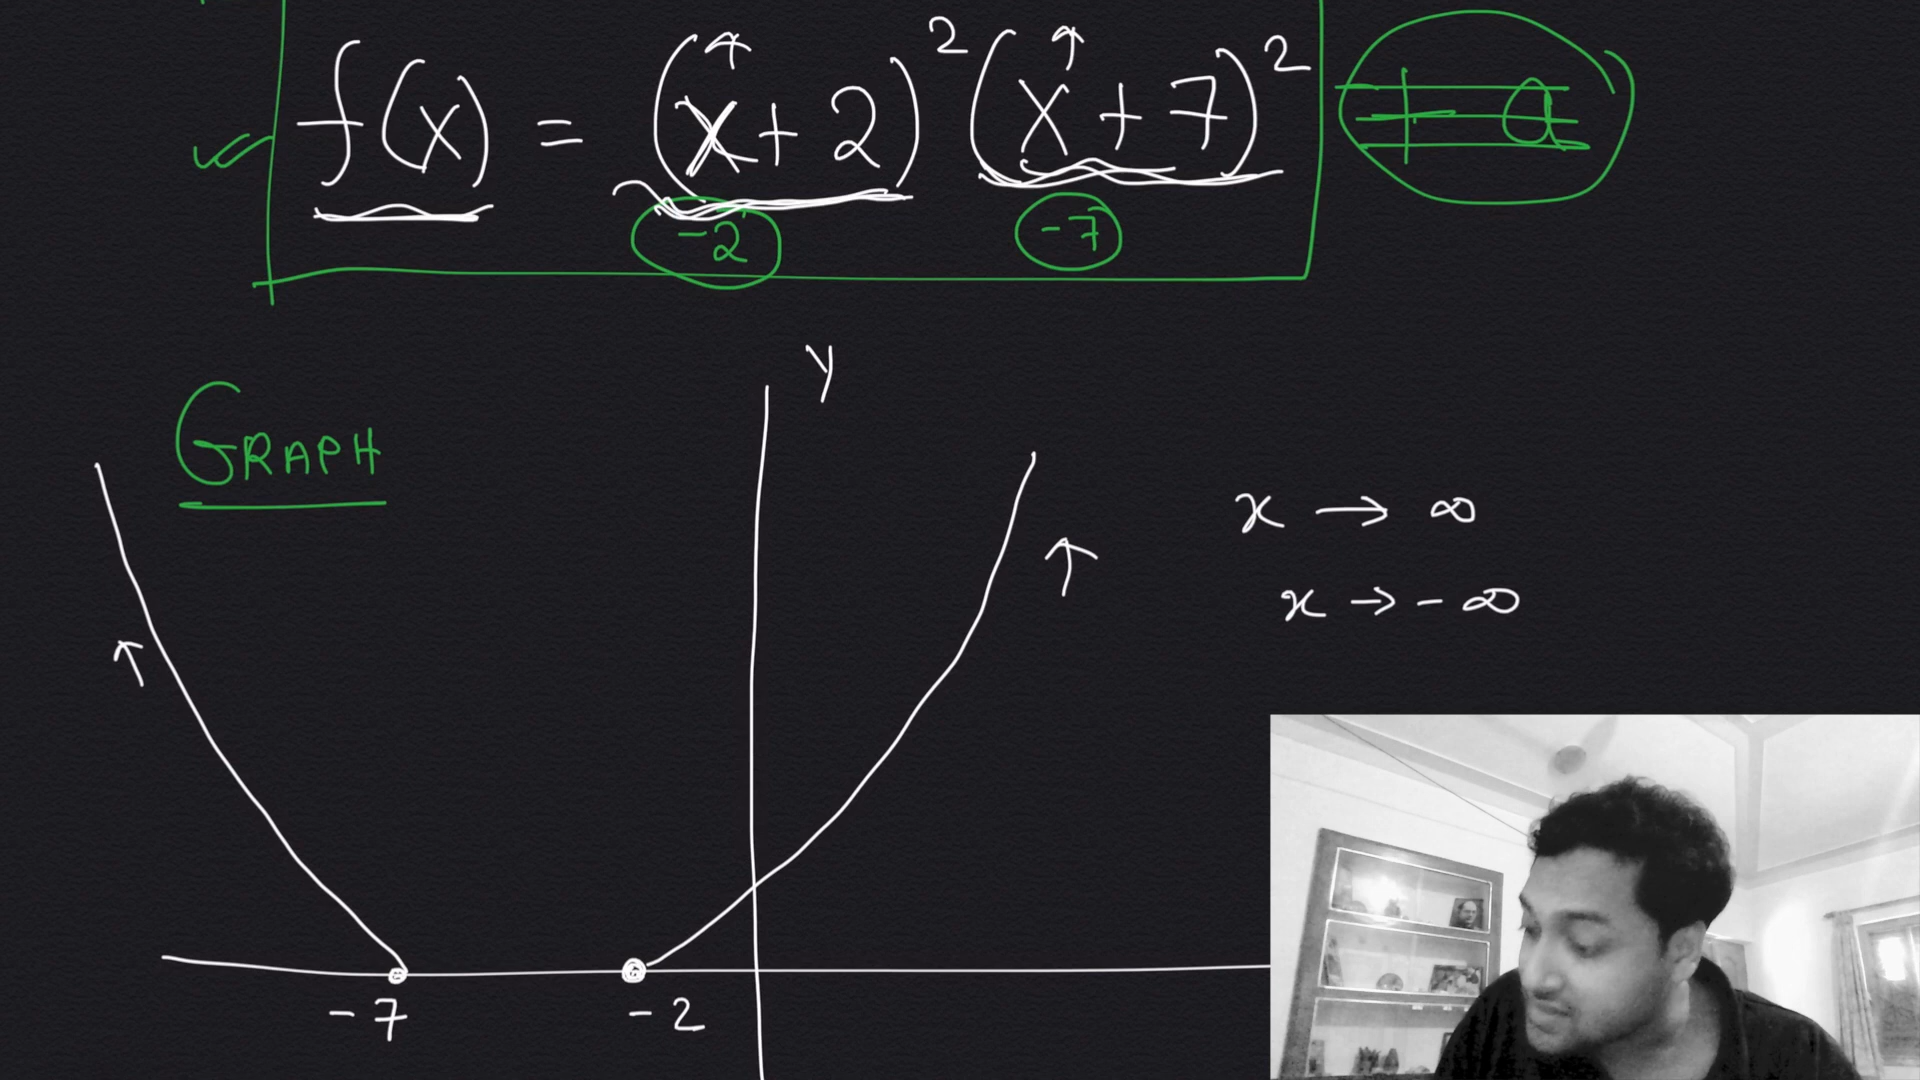 f(x) = (x+2)² (x+7)² + a
-2 -7
y
GRAPH
x → ∞
x → -∞
-7 -2